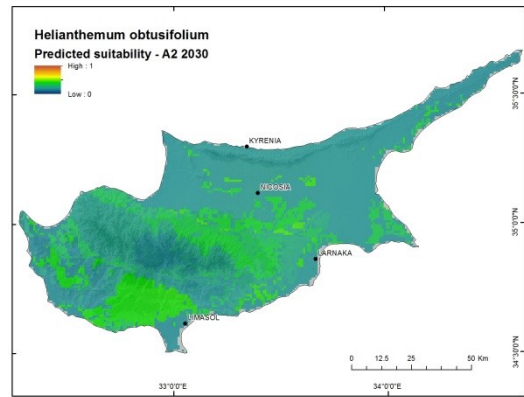 Helianthemum obtusifolium
Predicted suitability - A2 2030
High : 1
Low : 0
KYRENIA
NICOSIA
LARNAKA
LIMASOL
0 12.5 25 50 Km
33°0'0"E 34°0'0"E
35°30'0"N
35°0'0"N
34°30'0"N